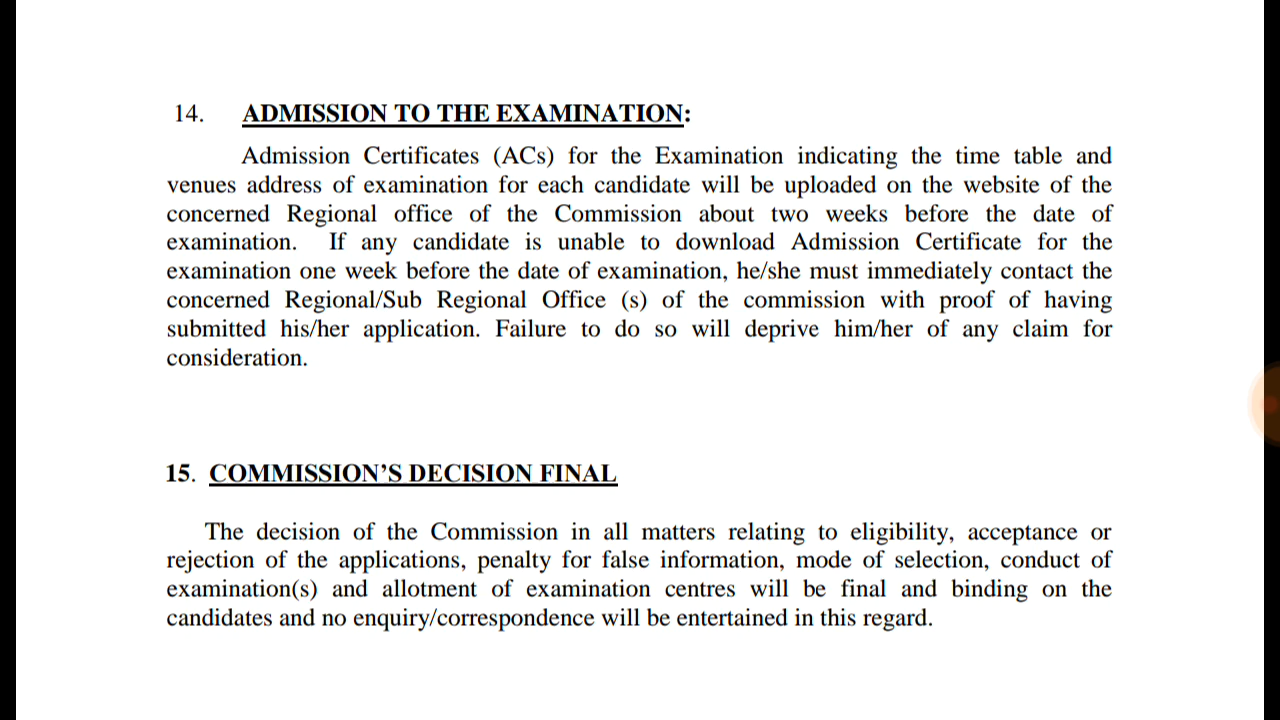 14. ADMISSION TO THE EXAMINATION:
Admission Certificates (ACs) for the Examination indicating the time table and
venues address of examination for each candidate will be uploaded on the website of the
concerned Regional office of the Commission about two weeks before the date of
examination. If any candidate is unable to download Admission Certificate for the
examination one week before the date of examination, he/she must immediately contact the
concerned Regional/Sub Regional Office (s) of the commission with proof of having
submitted his/her application. Failure to do so will deprive him/her of any claim for
consideration.
15. COMMISSION’S DECISION FINAL
The decision of the Commission in all matters relating to eligibility, acceptance or
rejection of the applications, penalty for false information, mode of selection, conduct of
examination(s) and allotment of examination centres will be final and binding on the
candidates and no enquiry/correspondence will be entertained in this regard.